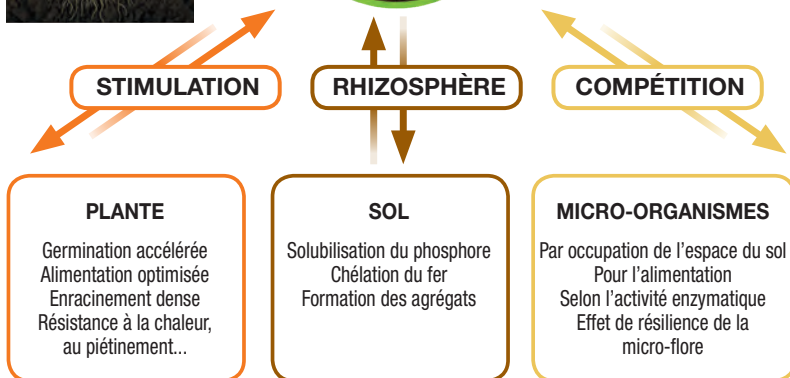 STIMULATION
RHIZOSPHÈRE
COMPÉTITION
PLANTE
Germination accélérée
Alimentation optimisée
Enracinement dense
Résistance à la chaleur,
au piétinement...
SOL
Solubilisation du phosphore
Chélation du fer
Formation des agrégats
MICRO-ORGANISMES
Par occupation de l’espace du sol
Pour l’alimentation
Selon l’activité enzymatique
Effet de résilience de la
micro-flore